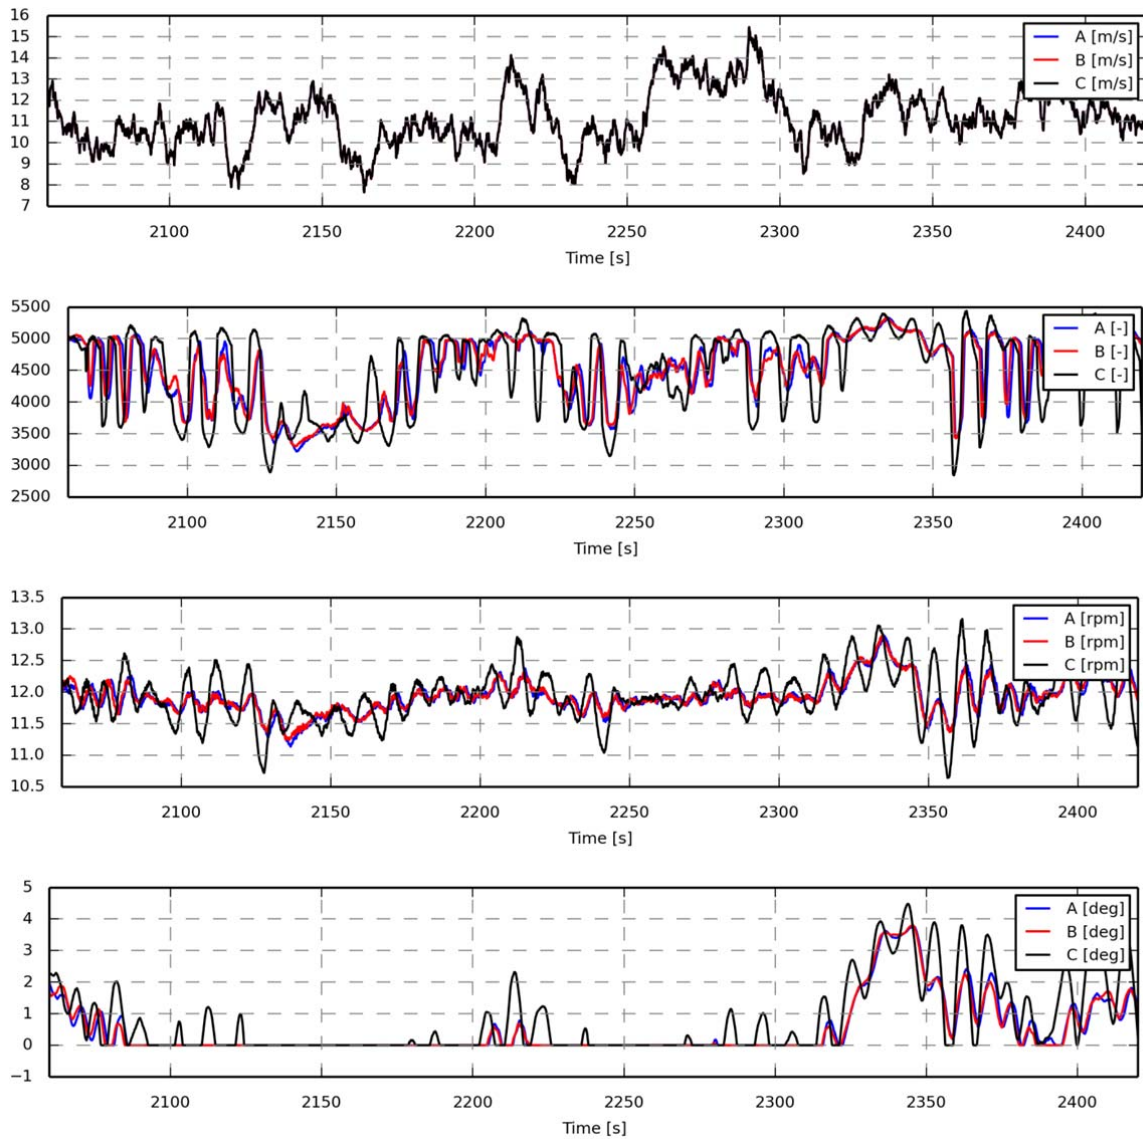 16
15
14
13
12
11
10
9
8
7
A [m/s]
B [m/s]
C [m/s]
2100 2150 2200 2250 2300 2350 2400
Time [s]
5500
5000
4500
4000
3500
3000
2500
A [-]
B [-]
C [-]
2100 2150 2200 2250 2300 2350 2400
Time [s]
13.5
13.0
12.5
12.0
11.5
11.0
10.5
A [rpm]
B [rpm]
C [rpm]
2100 2150 2200 2250 2300 2350 2400
Time [s]
5
4
3
2
1
0
−1
A [deg]
B [deg]
C [deg]
2100 2150 2200 2250 2300 2350 2400
Time [s]